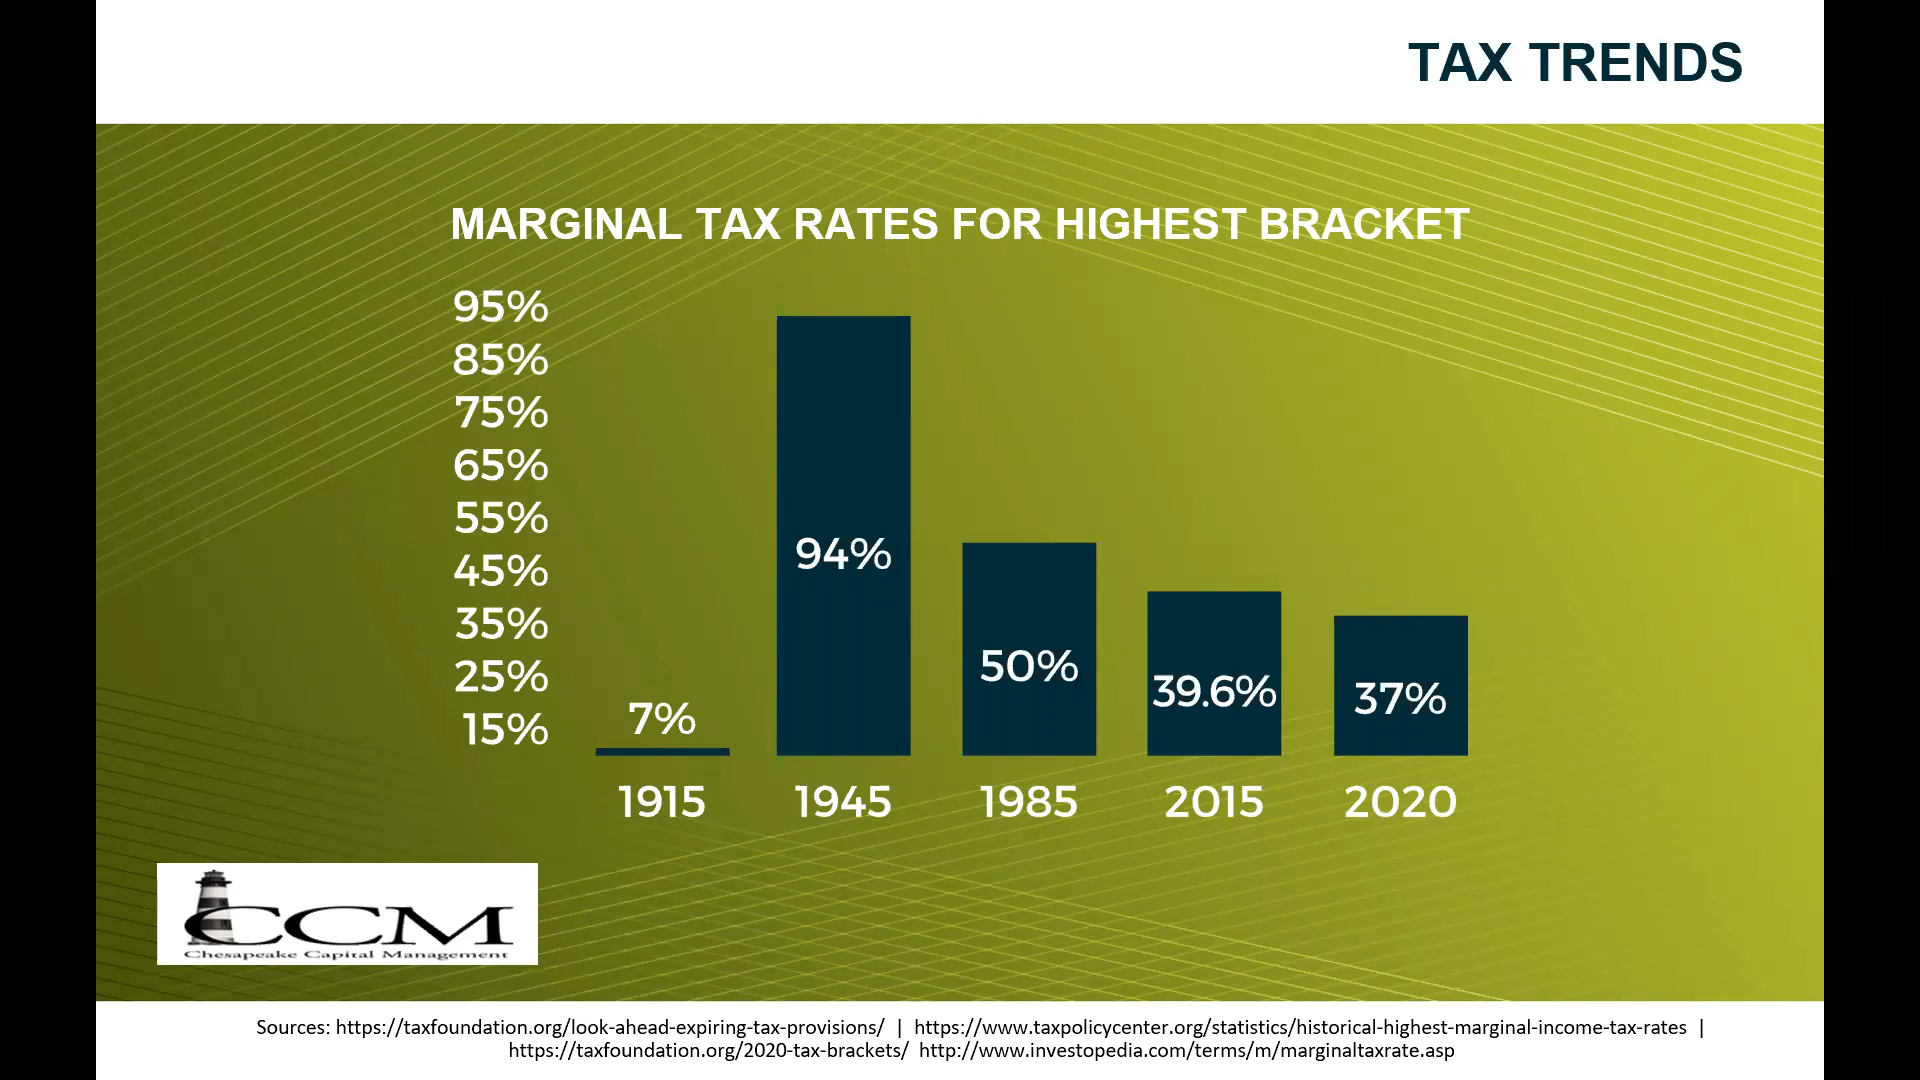 TAX TRENDS
MARGINAL TAX RATES FOR HIGHEST BRACKET
95%
85%
75%
65%
55%
45%
35%
25%
15%
7%
94%
50%
39.6%
37%
1915 1945 1985 2015 2020
CCM
Chesapeake Capital Management
Sources: https://taxfoundation.org/look-ahead-expiring-tax-provisions/ | https://www.taxpolicycenter.org/statistics/historical-highest-marginal-income-tax-rates |
https://taxfoundation.org/2020-tax-brackets/ http://www.investopedia.com/terms/m/marginaltaxrate.asp